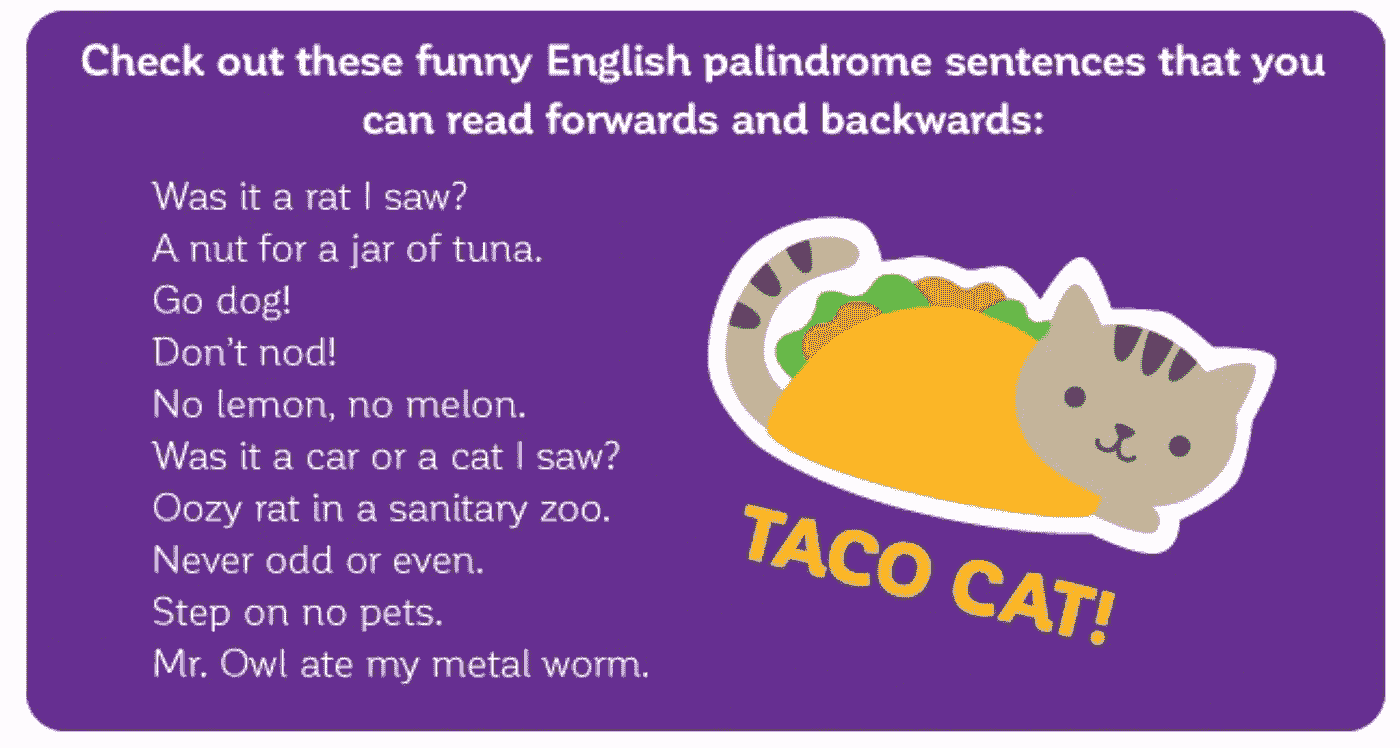 Check out these funny English palindrome sentences that you
can read forwards and backwards:
Was it a rat I saw?
A nut for a jar of tuna.
Go dog!
Don't nod!
No lemon, no melon.
Was it a car or a cat I saw?
Oozy rat in a sanitary zoo.
Never odd or even.
Step on no pets.
Mr. Owl ate my metal worm.
TACO CAT!